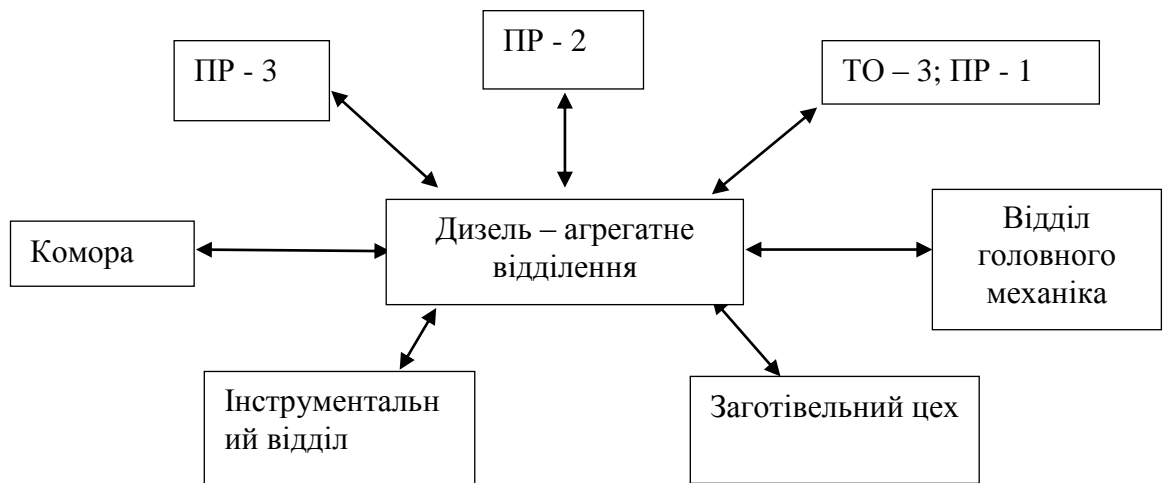 ПР - 3
ПР - 2
ТО – 3; ПР - 1
Комора
Дизель – агрегатне
відділення
Відділ
головного
механіка
Інструментальн
ий відділ
Заготівельний цех